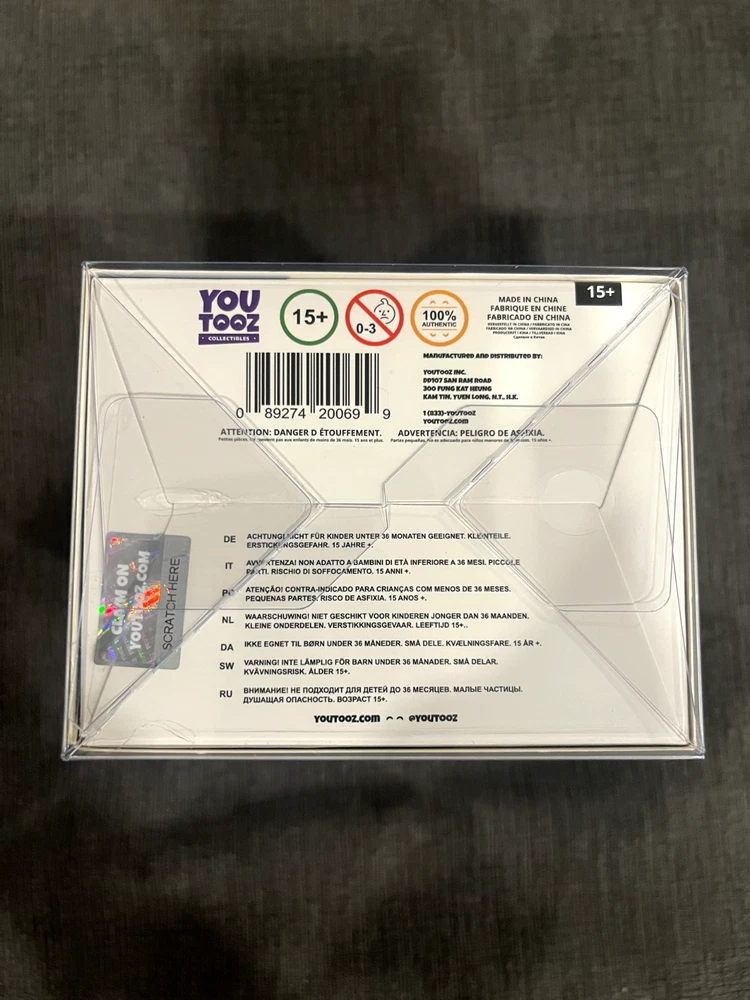 YOU
TOOZ
• COLLECTIBLES •
15+
0-3
100%
AUTHENTIC
MADE IN CHINA
FABRIQUE EN CHINE
FABRICADO EN CHINA
15+
0 89274 20069 9
MANUFACTURED AND DISTRIBUTED BY:
YOUTOOZ INC.
DD107 SAN RAM ROAD
300 FUNG KAT HEUNG
KAM TIN, YUEN LONG, N.T., H.K.
1 (833)-YOUTOOZ
YOUTOOZ.COM
ATTENTION: DANGER D ÉTOUFFEMENT.
ADVERTENCIA: PELIGRO DE ASFIXIA.
DE ACHTUNG! NICHT FÜR KINDER UNTER 36 MONATEN GEEIGNET. KLEINTEILE.
ERSTICKUNGSGEFAHR. 15 JAHRE +.
IT AVVERTENZA! NON ADATTO A BAMBINI DI ETÀ INFERIORE A 36 MESI. PICCOLE
PARTI. RISCHIO DI SOFFOCAMENTO. 15 ANNI +.
ATENÇÃO! CONTRA-INDICADO PARA CRIANÇAS COM MENOS DE 36 MESES.
PEQUENAS PARTES. RISCO DE ASFIXIA. 15 ANOS +.
NL WAARSCHUWING! NIET GESCHIKT VOOR KINDEREN JONGER DAN 36 MAANDEN.
KLEINE ONDERDELEN. VERSTIKKINGSGEVAAR. LEEFTIJD 15+..
DA IKKE EGNET TIL BØRN UNDER 36 MÅNEDER. SMÅ DELE. KVÆLNINGSFARE. 15 ÅR +.
SW VARNING! INTE LÄMPLIG FÖR BARN UNDER 36 MÅNADER. SMÅ DELAR.
KVÄVNINGSRISK. ÅLDER 15+.
RU ВНИМАНИЕ! НЕ ПОДХОДИТ ДЛЯ ДЕТЕЙ ДО 36 МЕСЯЦЕВ. МАЛЫЕ ЧАСТИЦЫ.
ДУШАЩАЯ ОПАСНОСТЬ. ВОЗРАСТ 15+.
YOUTOOZ.COM @YOUTOOZ
CLAIM ON
YOUTOOZ.COM
SCRATCH HERE